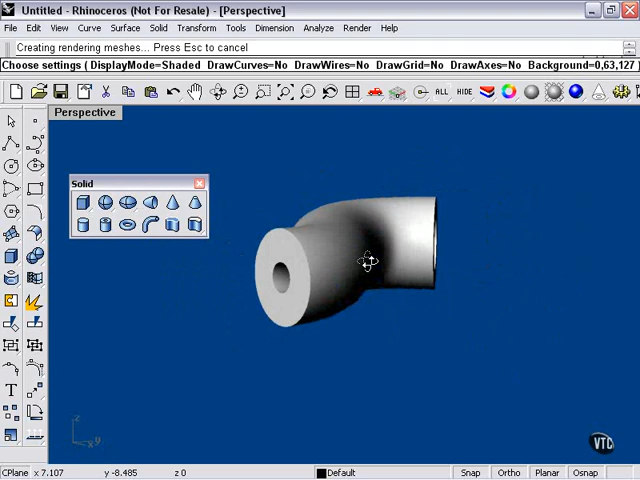 Untitled - Rhinoceros (Not For Resale) - [Perspective]
File Edit View Curve Surface Solid Transform Tools Dimension Analyze Render Help
Creating rendering meshes... Press Esc to cancel
Choose settings ( DisplayMode=Shaded DrawCurves=No DrawWires=No DrawGrid=No DrawAxes=No Background=0,63,127
ALL HIDE
Perspective
Solid
T
z
x y
VTC
CPlane x 7.107 y -8.485 z 0 Default Snap Ortho Planar Osnap